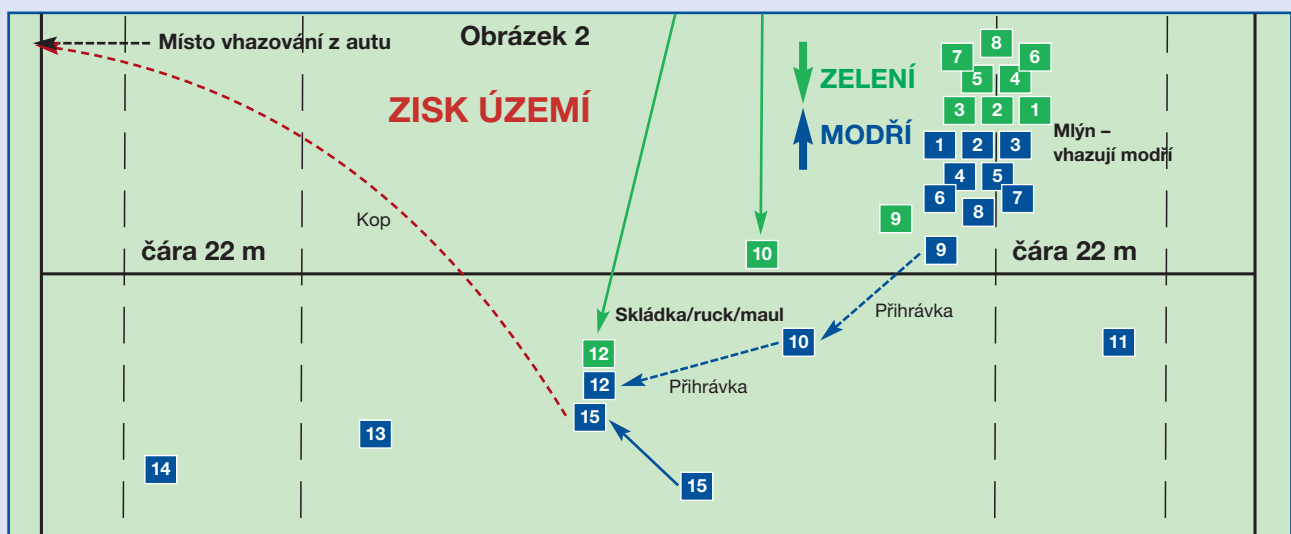 Místo vhazování z autu
Obrázek 2
ZISK ÚZEMÍ
ZELENÍ
MODŘÍ
8
7
6
5
4
3
2
1
1
2
3
Mlýn –
vhazují modří
4
5
6
7
8
9
9
10
Kop
čára 22 m
čára 22 m
Skládka/ruck/maul
Přihrávka
10
11
12
12
Přihrávka
15
13
14
15